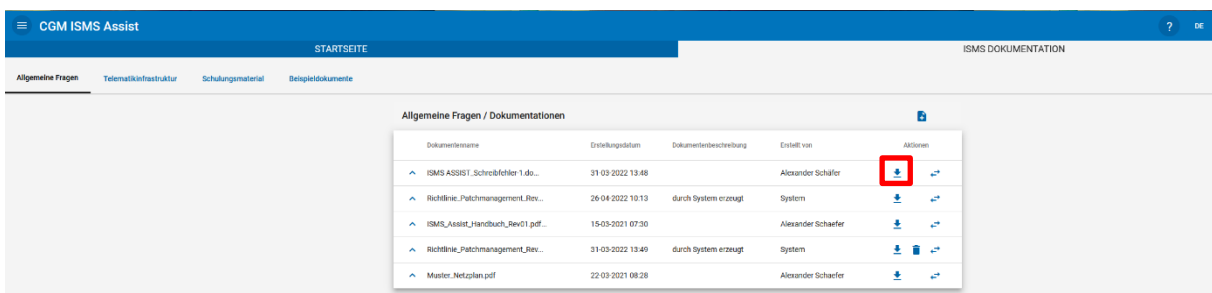 CGM ISMS Assist
? DE
STARTSEITE ISMS DOKUMENTATION
Allgemeine Fragen Telematikinfrastruktur Schulungsmaterial Beispieldokumente
Allgemeine Fragen / Dokumentationen
Dokumentenname Erstellungsdatum Dokumentenbeschreibung Erstellt von Aktionen
ISMS ASSIST_Schreibfehler-1.do... 31-03-2022 13:48 Alexander Schäfer
Richtlinie_Patchmanagement_Rev... 26-04-2022 10:13 durch System erzeugt System
ISMS_Assist_Handbuch_Rev01.pdf... 15-03-2021 07:30 Alexander Schaefer
Richtlinie_Patchmanagement_Rev... 31-03-2022 13:49 durch System erzeugt System
Muster_Netzplan.pdf 22-03-2021 08:28 Alexander Schaefer